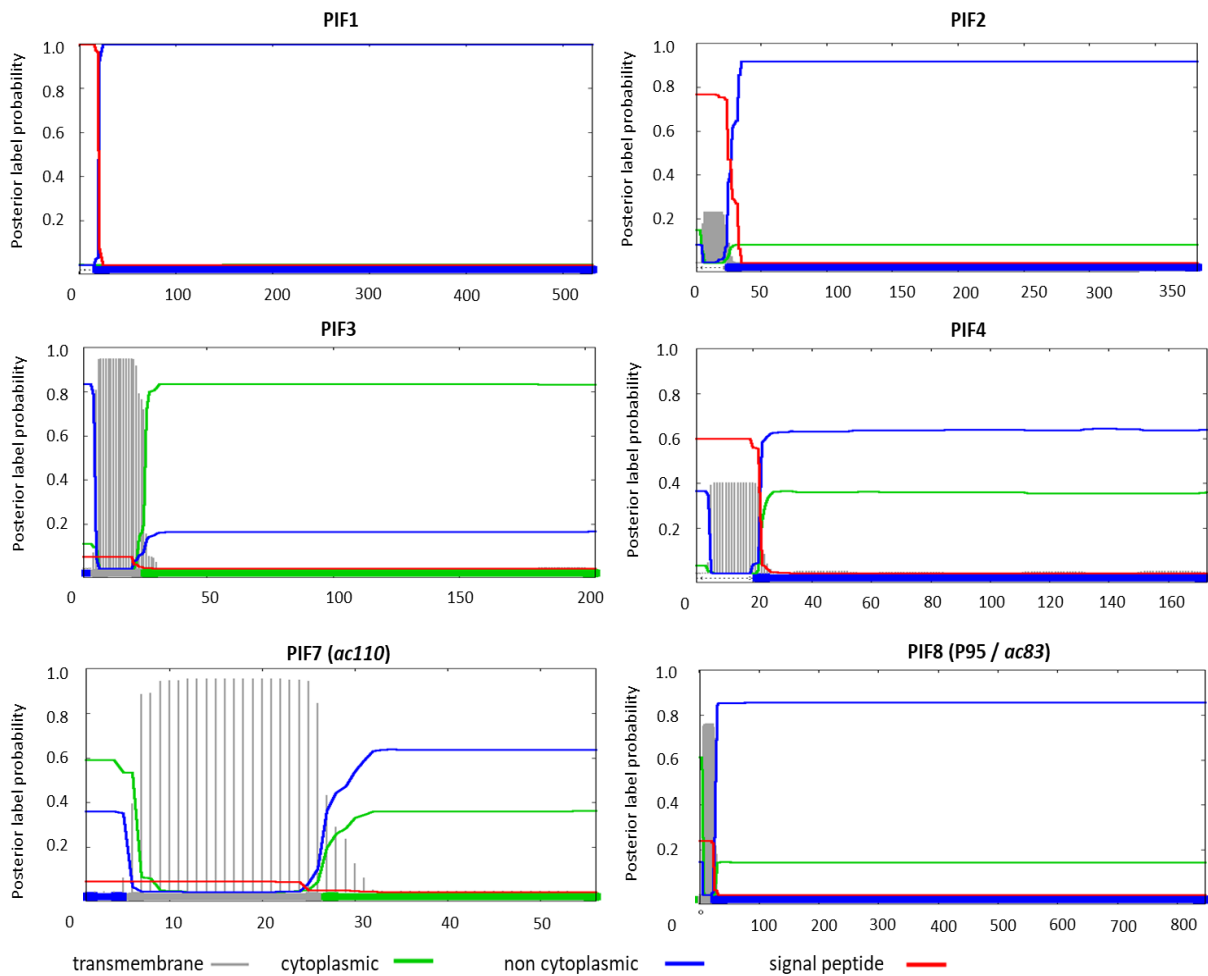 PIF1
Posterior label probability
1.0
0.8
0.6
0.4
0.2
0 100 200 300 400 500
PIF2
Posterior label probability
1.0
0.8
0.6
0.4
0.2
0 50 100 150 200 250 300 350
PIF3
Posterior label probability
1.0
0.8
0.6
0.4
0.2
0 50 100 150 200
PIF4
Posterior label probability
1.0
0.8
0.6
0.4
0.2
0 20 40 60 80 100 120 140 160
PIF7 (ac110)
Posterior label probability
1.0
0.8
0.6
0.4
0.2
0 10 20 30 40 50
PIF8 (P95 / ac83)
Posterior label probability
1.0
0.8
0.6
0.4
0.2
0 100 200 300 400 500 600 700 800
transmembrane cytoplasmic non cytoplasmic signal peptide